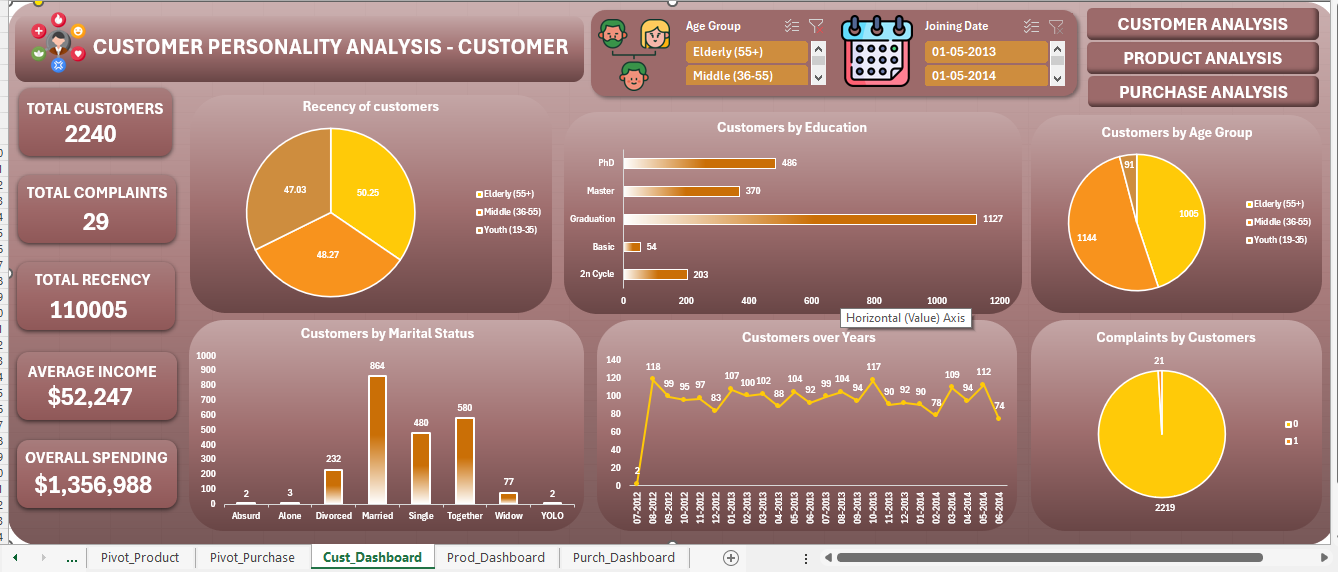 CUSTOMER PERSONALITY ANALYSIS - CUSTOMER
Age Group
Elderly (55+)
Middle (36-55)
Joining Date
01-05-2013
01-05-2014
CUSTOMER ANALYSIS
PRODUCT ANALYSIS
PURCHASE ANALYSIS
TOTAL CUSTOMERS
2240
TOTAL COMPLAINTS
29
TOTAL RECENCY
110005
AVERAGE INCOME
$52,247
OVERALL SPENDING
$1,356,988
Recency of customers
47.03
50.25
48.27
Elderly (55+)
Middle (36-55)
Youth (19-35)
Customers by Education
PhD 486
Master 370
Graduation 1127
Basic 54
2n Cycle 203
0 200 400 600 800 1000 1200
Horizontal (Value) Axis
Customers by Age Group
91
1005
1144
Elderly (55+)
Middle (36-55)
Youth (19-35)
Customers by Marital Status
1000
900
800
700
600
500
400
300
200
100
0
2 3 232 864 480 580 77 2
Absurd Alone Divorced Married Single Together Widow YOLO
Customers over Years
140
120
100
80
60
40
20
0
2 118 99 95 97 83 107 100 102 88 104 92 99 104 94 117 90 92 90 78 109 94 112 74
07-2012 08-2012 09-2012 10-2012 11-2012 12-2012 01-2013 02-2013 03-2013 04-2013 05-2013 06-2013 07-2013 08-2013 09-2013 10-2013 11-2013 12-2013 01-2014 02-2014 03-2014 04-2014 05-2014 06-2014
Complaints by Customers
21
2219
0
1
... Pivot_Product Pivot_Purchase Cust_Dashboard Prod_Dashboard Purch_Dashboard